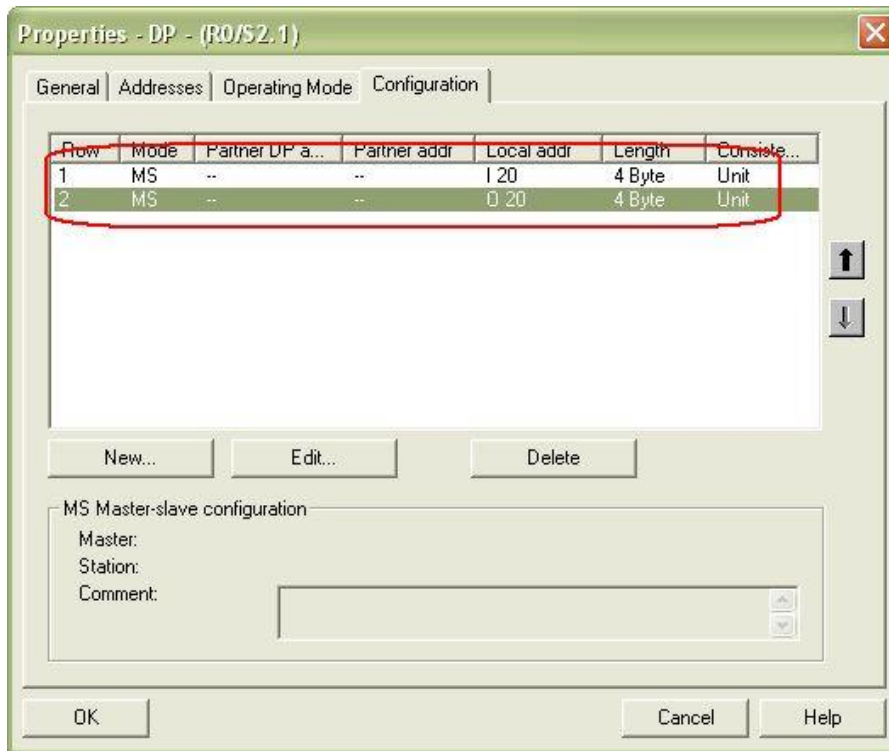 Properties - DP - (R0/S2.1)
General Addresses Operating Mode Configuration
Row Mode Partner DP a... Partner addr Local addr Length Consiste...
1 MS -- -- I 20 4 Byte Unit
2 MS -- -- O 20 4 Byte Unit
New... Edit... Delete
MS Master-slave configuration
Master:
Station:
Comment:
OK Cancel Help